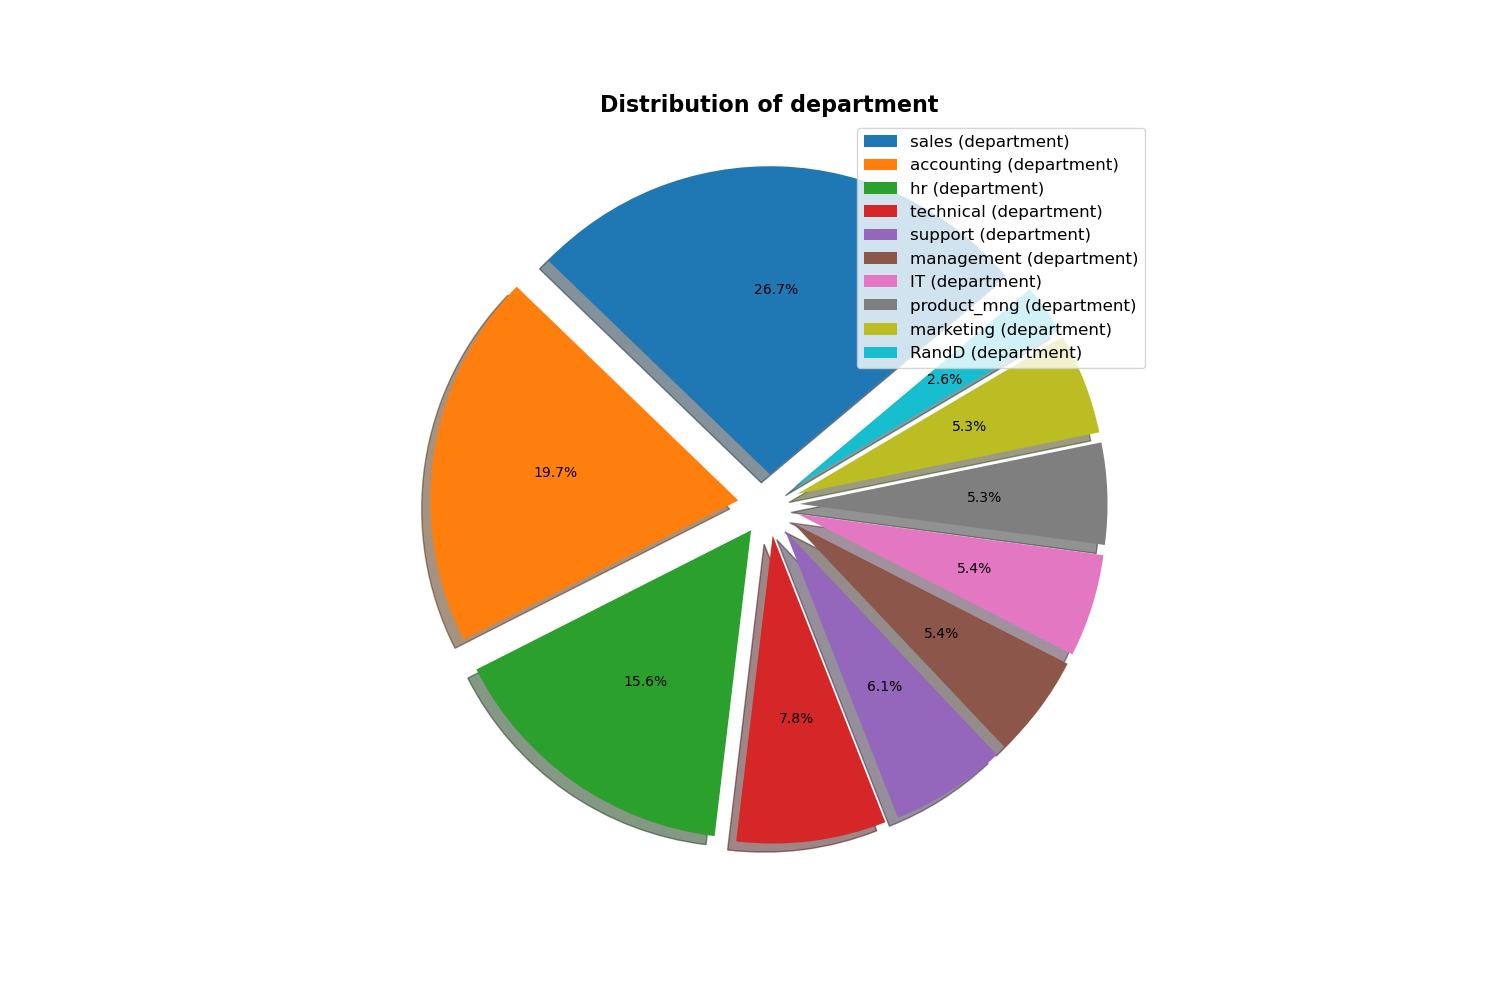 Distribution of department
sales (department)
accounting (department)
hr (department)
technical (department)
support (department)
management (department)
IT (department)
product_mng (department)
marketing (department)
RandD (department)
26.7%
2.6%
5.3%
19.7%
5.3%
5.4%
5.4%
15.6%
6.1%
7.8%